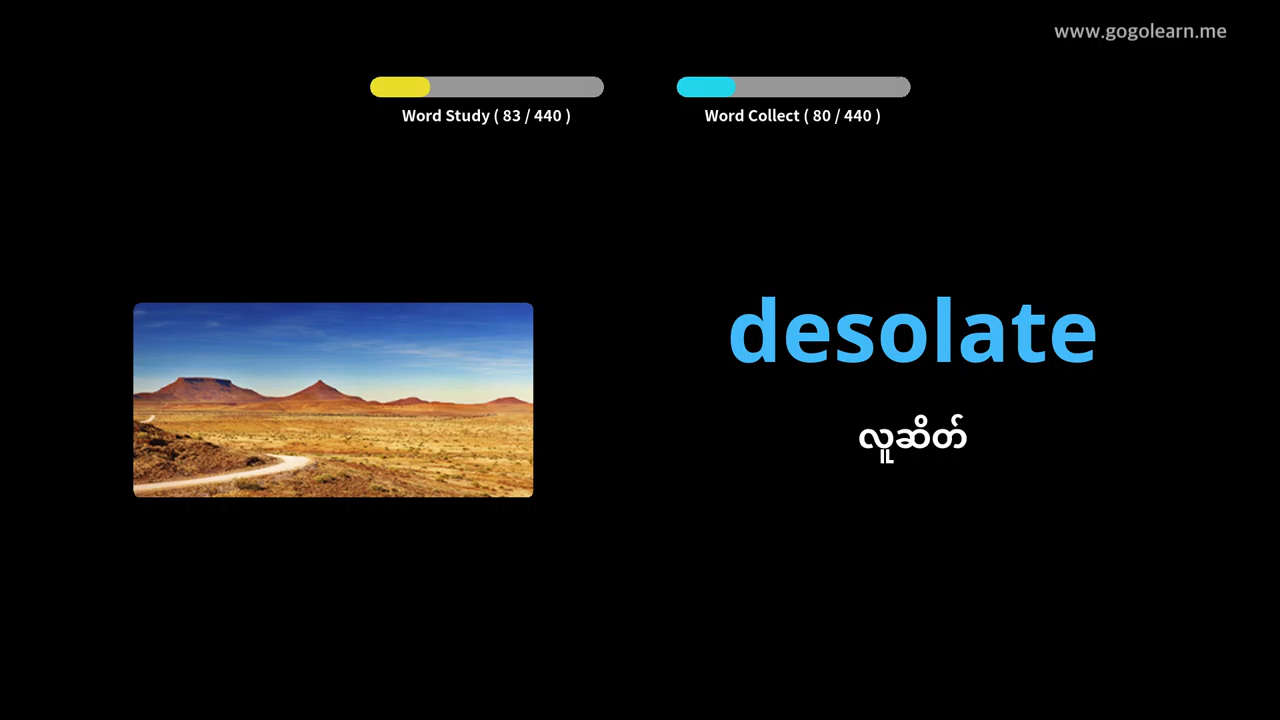 www.gogolearn.me
Word Study ( 83 / 440 )
Word Collect ( 80 / 440 )
desolate
လူဆိတ်